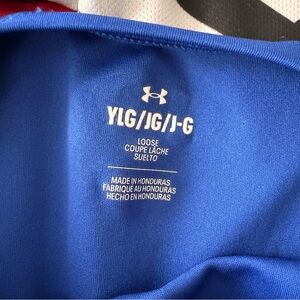 YLG/JG/J-G
LOOSE
COUPE LÂCHE
SUELTO
MADE IN HONDURAS
FABRIQUÉ AU HONDURAS
HECHO EN HONDURAS